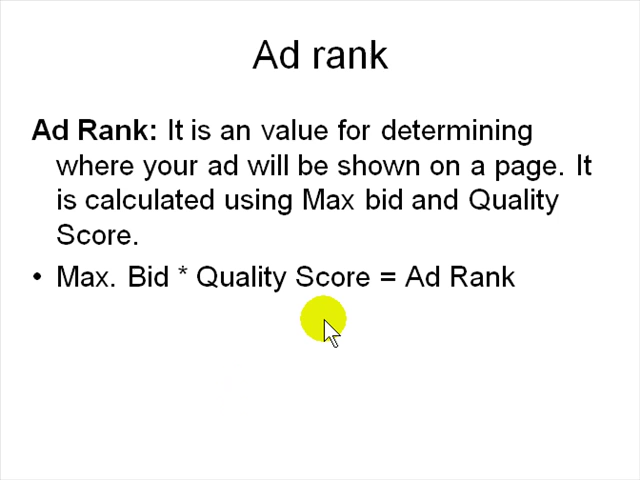 Ad rank
Ad Rank: It is an value for determining
where your ad will be shown on a page. It
is calculated using Max bid and Quality
Score.
• Max. Bid * Quality Score = Ad Rank